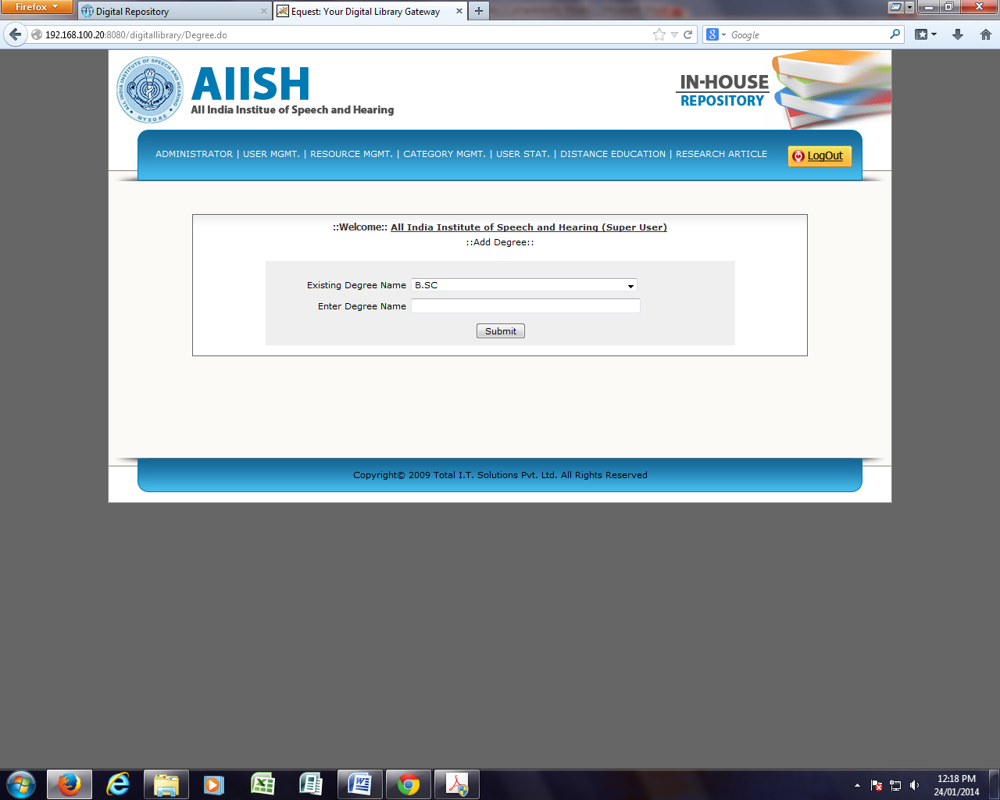 Firefox
Digital Repository
Equest: Your Digital Library Gateway
192.168.100.20:8080/digitallibrary/Degree.do
Google
ALL INDIA INSTITUTE OF SPEECH AND HEARING
MYSORE
AIISH
All India Institue of Speech and Hearing
IN-HOUSE
REPOSITORY
ADMINISTRATOR | USER MGMT. | RESOURCE MGMT. | CATEGORY MGMT. | USER STAT. | DISTANCE EDUCATION | RESEARCH ARTICLE
LogOut
::Welcome:: All India Institute of Speech and Hearing (Super User)
::Add Degree::
Existing Degree Name B.SC
Enter Degree Name
Submit
Copyright© 2009 Total I.T. Solutions Pvt. Ltd. All Rights Reserved
12:18 PM
24/01/2014